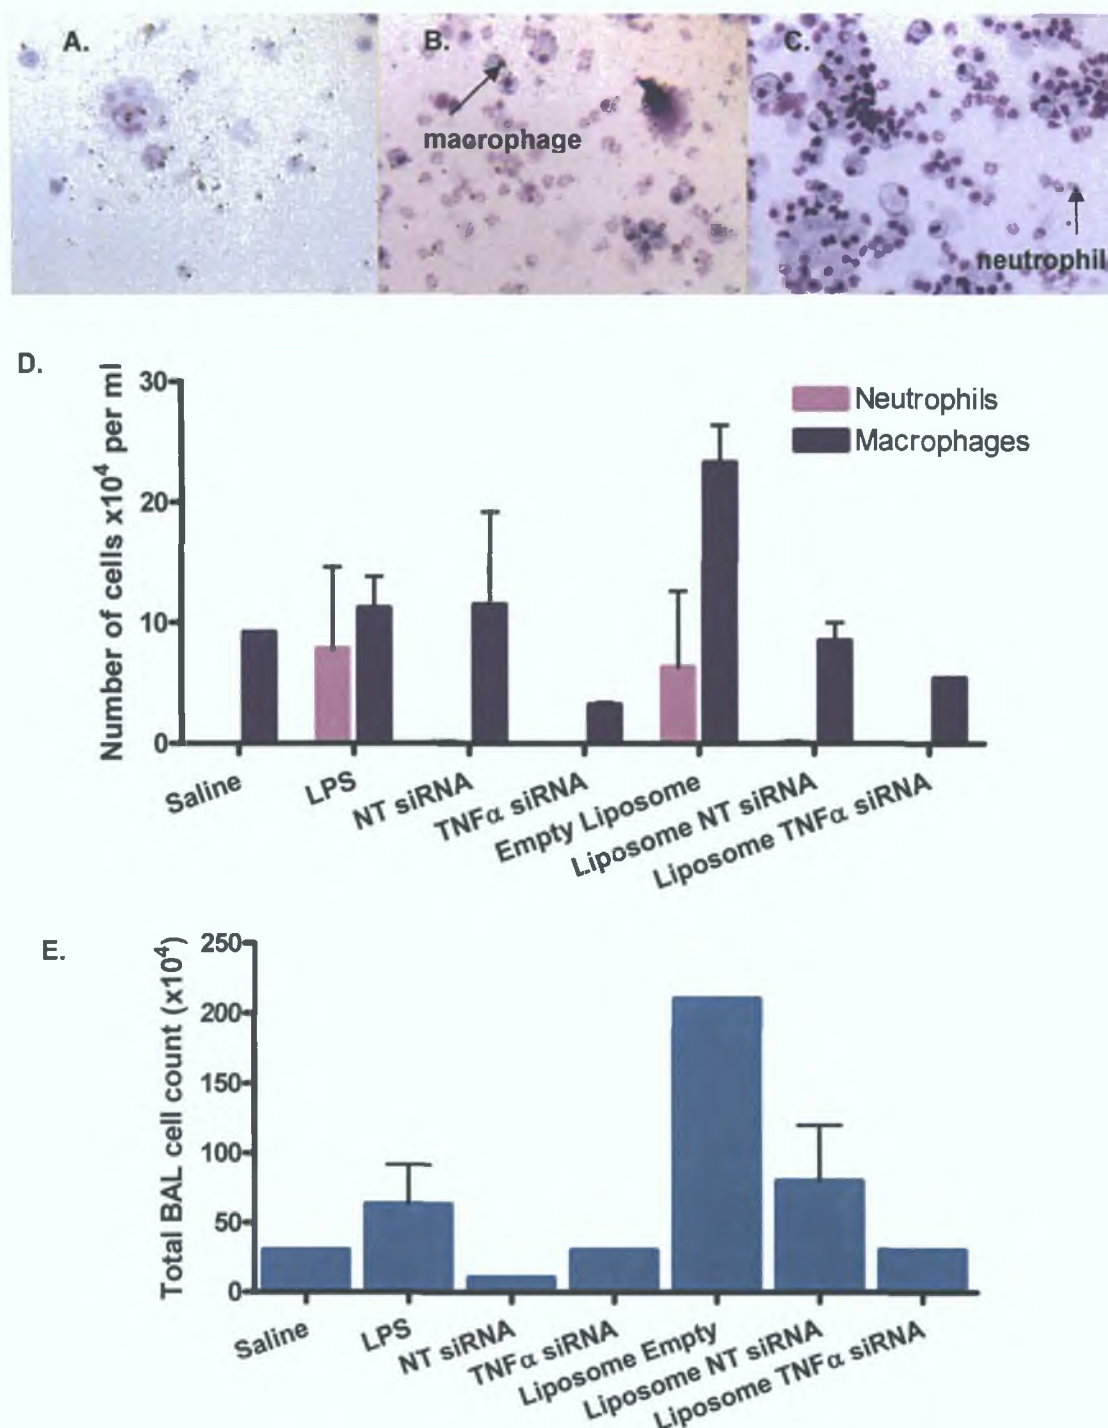 A.
B.
C.
macrophage
neutrophil
D.
Number of cells x10⁴ per ml
30
20
10
0
Neutrophils
Macrophages
Saline
LPS
NT siRNA
TNFα siRNA
Empty Liposome
Liposome NT siRNA
Liposome TNFα siRNA
E.
Total BAL cell count (x10⁴)
250
200
150
100
50
0
Saline
LPS
NT siRNA
TNFα siRNA
Liposome Empty
Liposome NT siRNA
Liposome TNFα siRNA